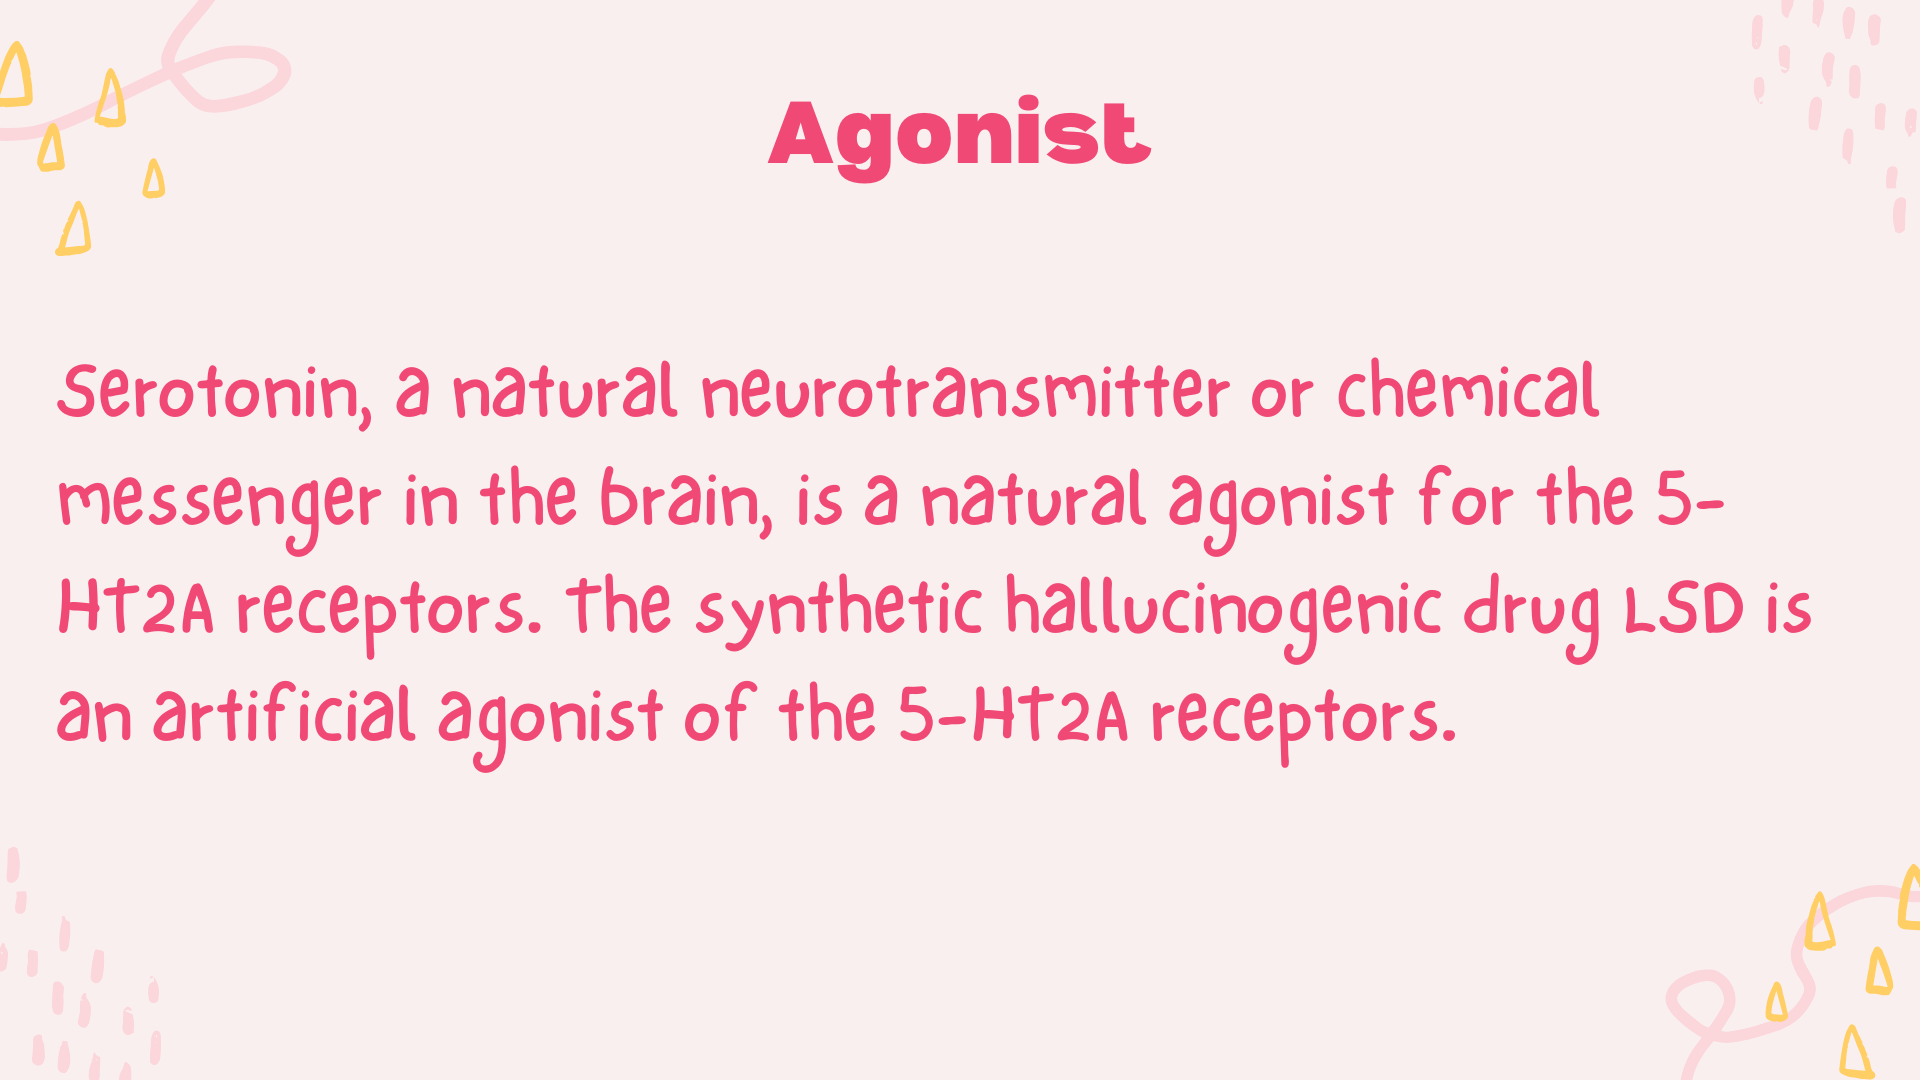 Agonist
Serotonin, a natural neurotransmitter or chemical
messenger in the brain, is a natural agonist for the 5-
HT2A receptors. The synthetic hallucinogenic drug LSD is
an artificial agonist of the 5-HT2A receptors.